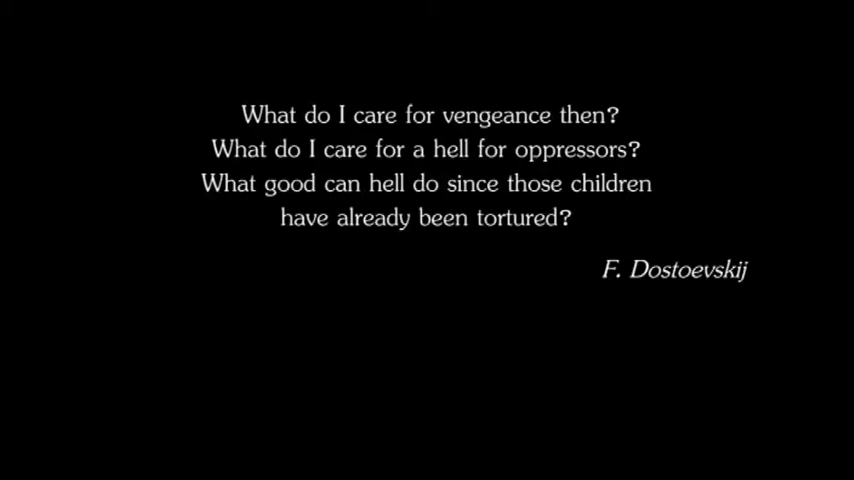 What do I care for vengeance then?
What do I care for a hell for oppressors?
What good can hell do since those children
have already been tortured?
F. Dostoevskij